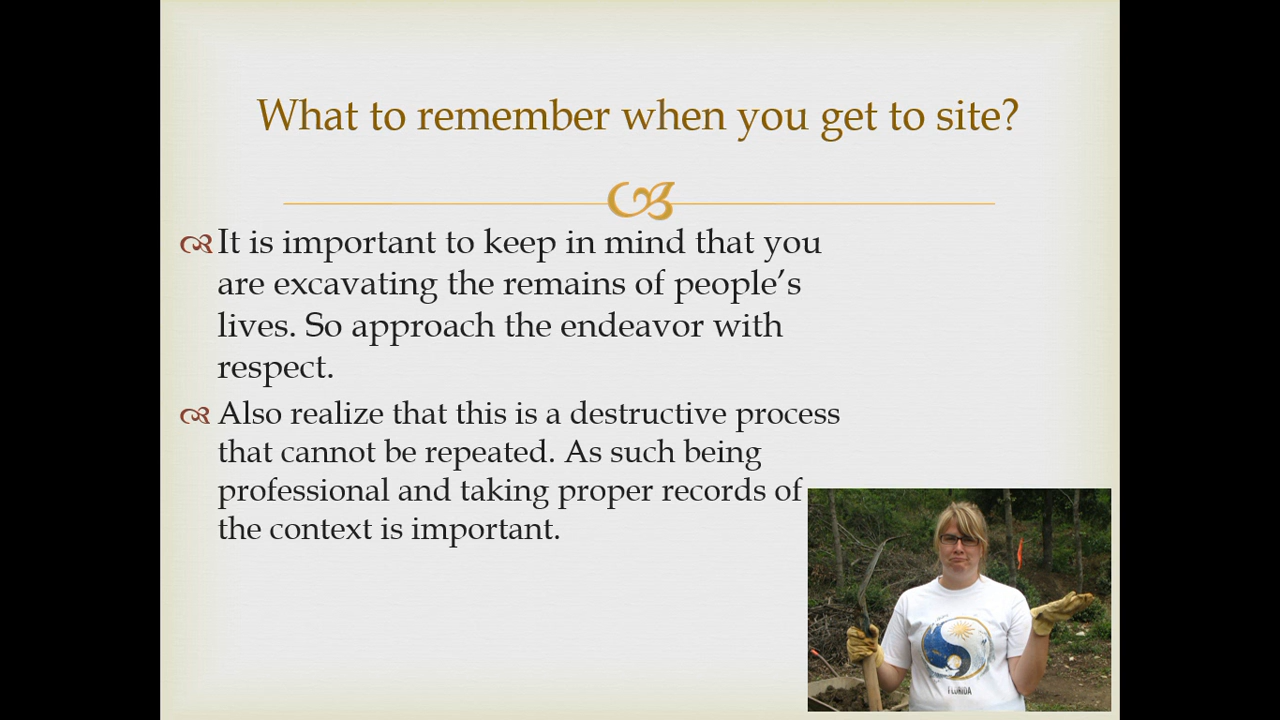 What to remember when you get to site?
It is important to keep in mind that you
are excavating the remains of people’s
lives. So approach the endeavor with
respect.
Also realize that this is a destructive process
that cannot be repeated. As such being
professional and taking proper records of
the context is important.
FLORIDA